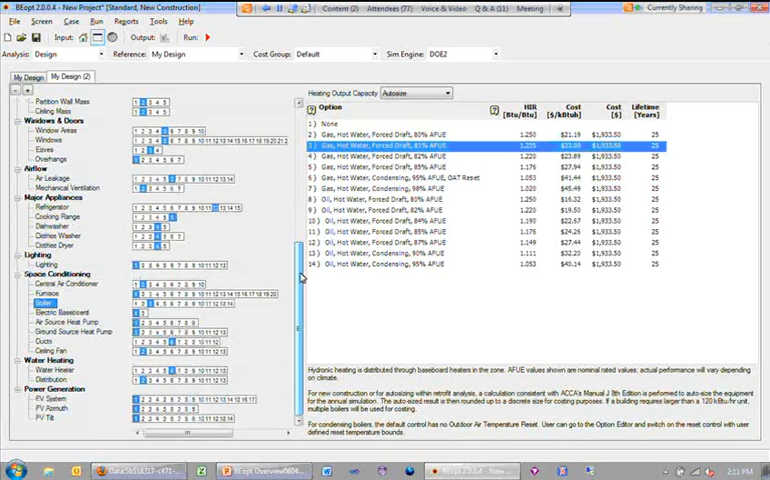 BEopt 2.0.0.4 - New Project* [Standard, New Construction]
Content (2) Attendees (77) Voice & Video Q & A (11) Meeting
Currently Sharing
File Screen Run Reports Tools Help
Input: Output: Run:
Analysis: Design Reference: My Design Cost Group: Default Sim Engine: DOE2
My Design My Design (2)
Partition Wall Mass
Ceiling Mass
Windows & Doors
Window Areas
Windows
Eaves
Overhangs
Airflow
Air Leakage
Mechanical Ventilation
Major Appliances
Refrigerator
Cooking Range
Dishwasher
Clothes Washer
Clothes Dryer
Lighting
Lighting
Space Conditioning
Central Air Conditioner
Furnace
Boiler
Electric Baseboard
Air Source Heat Pump
Ground Source Heat Pump
Ducts
Ceiling Fan
Water Heating
Water Heater
Distribution
Power Generation
PV System
PV Azimuth
PV Tilt
Heating Output Capacity Autosize
Option HIR [Btu/Btu] Cost [$/kBtuh] Cost [$] Lifetime [Years]
1) None
2) Gas, Hot Water, Forced Draft, 80% AFUE 1.250 $21.19 $1,933.50 25
3) Gas, Hot Water, Forced Draft, 81% AFUE 1.235 $23.08 $1,933.50 25
4) Gas, Hot Water, Forced Draft, 82% AFUE 1.220 $23.89 $1,933.50 25
5) Gas, Hot Water, Forced Draft, 85% AFUE 1.176 $27.94 $1,933.50 25
6) Gas, Hot Water, Condensing, 95% AFUE, OAT Reset 1.053 $41.44 $1,933.50 25
7) Gas, Hot Water, Condensing, 98% AFUE 1.020 $45.49 $1,933.50 25
8) Oil, Hot Water, Forced Draft, 80% AFUE 1.250 $16.32 $1,933.50 25
9) Oil, Hot Water, Forced Draft, 82% AFUE 1.220 $19.50 $1,933.50 25
10) Oil, Hot Water, Forced Draft, 84% AFUE 1.190 $22.67 $1,933.50 25
11) Oil, Hot Water, Forced Draft, 85% AFUE 1.176 $24.26 $1,933.50 25
12) Oil, Hot Water, Forced Draft, 87% AFUE 1.149 $27.44 $1,933.50 25
13) Oil, Hot Water, Condensing, 90% AFUE 1.111 $32.20 $1,933.50 25
14) Oil, Hot Water, Condensing, 95% AFUE 1.053 $40.14 $1,933.50 25
Hydronic heating is distributed through baseboard heaters in the zone. AFUE values shown are nominal rated values; actual performance will vary depending
on climate.
For new construction or for autosizing within retrofit analysis, a calculation consistent with ACCA's Manual J 8th Edition is performed to auto-size the equipment
for the annual simulation. The auto-sized result is then rounded up to a discrete size for costing purposes. If a building requires larger than a 120 kBtu/hr unit,
multiple boilers will be used for costing.
For condensing boilers, the default control has no Outdoor Air Temperature Reset. User can go to the Option Editor and switch on the reset control with user
defined reset temperature bounds.
BEopt Overview0604...
BEopt 2.0.0.4 - New ...
2:11 PM